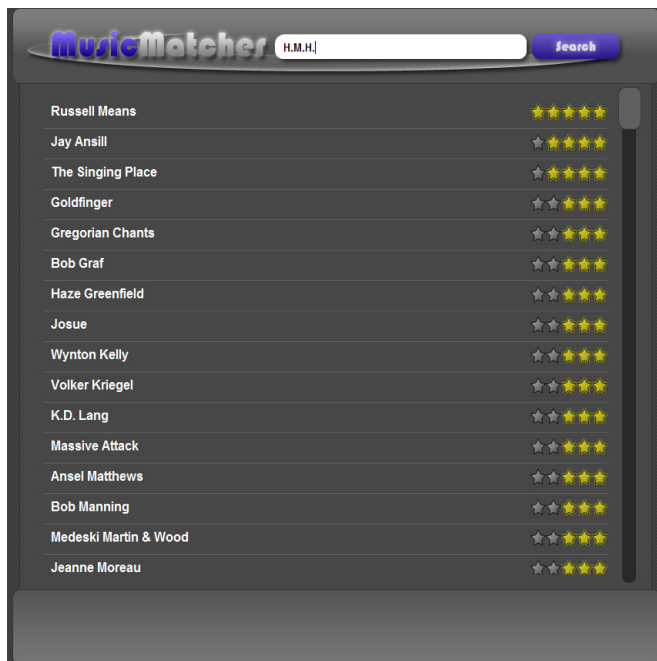 MusicMatcher H.M.H. Search
Russell Means
Jay Ansill
The Singing Place
Goldfinger
Gregorian Chants
Bob Graf
Haze Greenfield
Josue
Wynton Kelly
Volker Kriegel
K.D. Lang
Massive Attack
Ansel Matthews
Bob Manning
Medeski Martin & Wood
Jeanne Moreau